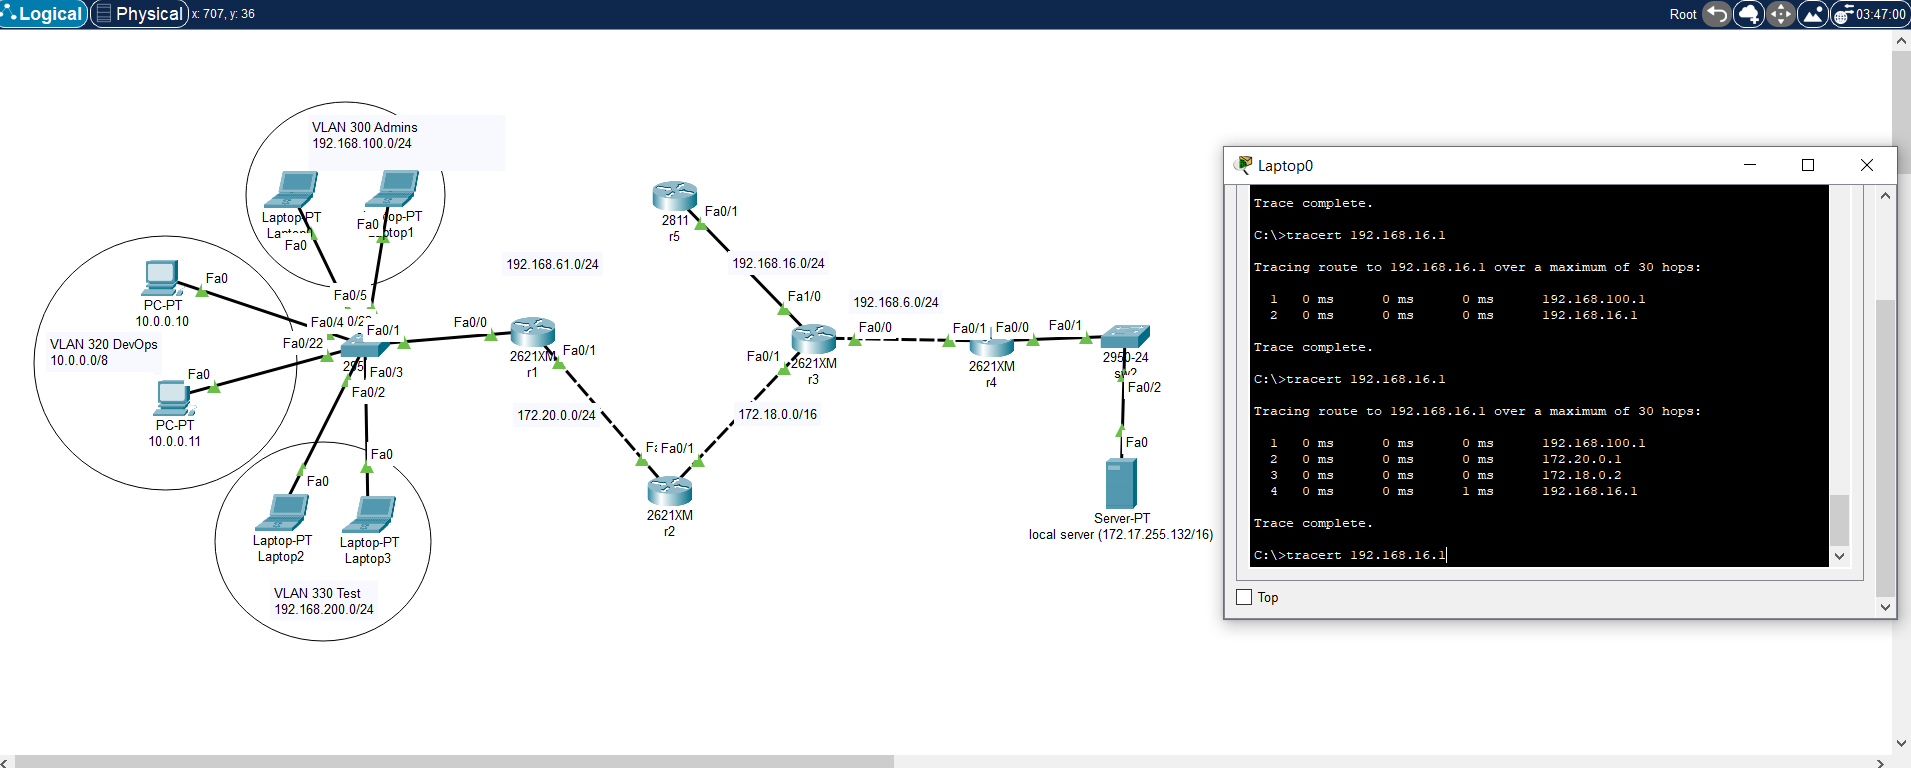 Logical Physical x: 707, y: 36
Root 03:47:00
VLAN 300 Admins
192.168.100.0/24
Laptop-PT
Fa0
Fa0
Fa0
PC-PT
10.0.0.10
VLAN 320 DevOps
10.0.0.0/8
Fa0
PC-PT
10.0.0.11
Fa0/5
Fa0/4
Fa0/1
Fa0/22
Fa0/3
Fa0/2
Fa0
Fa0
Laptop-PT
Laptop2
Laptop-PT
Laptop3
VLAN 330 Test
192.168.200.0/24
192.168.61.0/24
Fa0/0
2621XM
r1
Fa0/1
172.20.0.0/24
Fa0/1
2621XM
r2
172.18.0.0/16
2811
r5
Fa0/1
192.168.16.0/24
Fa1/0
Fa0/1
2621XM
r3
Fa0/0
192.168.6.0/24
Fa0/1
Fa0/0
2621XM
r4
Fa0/1
2950-24
sw2
Fa0/2
Fa0
Server-PT
local server (172.17.255.132/16)
Laptop0
Trace complete.
C:\>tracert 192.168.16.1
Tracing route to 192.168.16.1 over a maximum of 30 hops:
1 0 ms 0 ms 0 ms 192.168.100.1
2 0 ms 0 ms 0 ms 192.168.16.1
Trace complete.
C:\>tracert 192.168.16.1
Tracing route to 192.168.16.1 over a maximum of 30 hops:
1 0 ms 0 ms 0 ms 192.168.100.1
2 0 ms 0 ms 0 ms 172.20.0.1
3 0 ms 0 ms 0 ms 172.18.0.2
4 0 ms 0 ms 1 ms 192.168.16.1
Trace complete.
C:\>tracert 192.168.16.1
Top